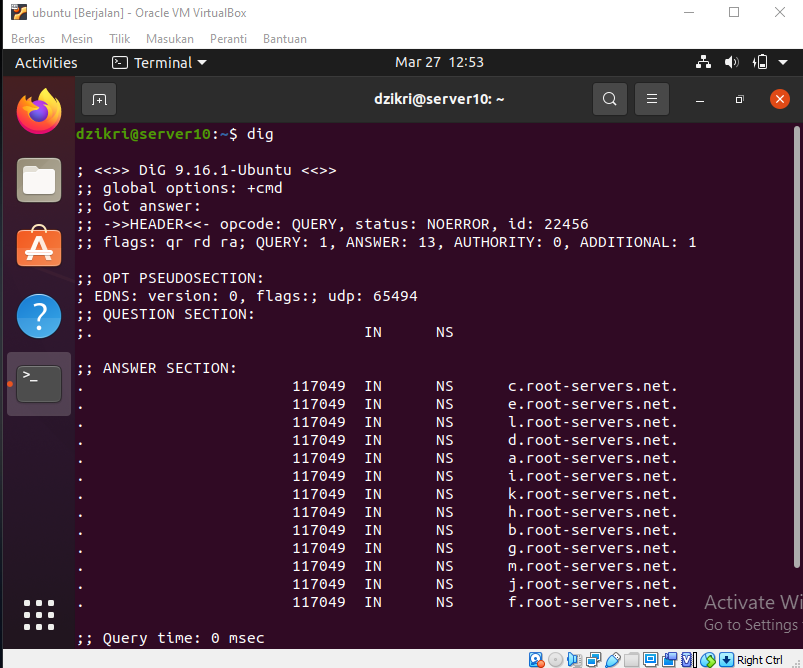 ubuntu [Berjalan] - Oracle VM VirtualBox
Berkas Mesin Tilik Masukan Peranti Bantuan
Activities Terminal Mar 27 12:53
dzikri@server10: ~
dzikri@server10:~$ dig
; <<>> DiG 9.16.1-Ubuntu <<>>
;; global options: +cmd
;; Got answer:
;; ->>HEADER<<- opcode: QUERY, status: NOERROR, id: 22456
;; flags: qr rd ra; QUERY: 1, ANSWER: 13, AUTHORITY: 0, ADDITIONAL: 1
;; OPT PSEUDOSECTION:
; EDNS: version: 0, flags:; udp: 65494
;; QUESTION SECTION:
;. IN NS
;; ANSWER SECTION:
. 117049 IN NS c.root-servers.net.
. 117049 IN NS e.root-servers.net.
. 117049 IN NS l.root-servers.net.
. 117049 IN NS d.root-servers.net.
. 117049 IN NS a.root-servers.net.
. 117049 IN NS i.root-servers.net.
. 117049 IN NS k.root-servers.net.
. 117049 IN NS h.root-servers.net.
. 117049 IN NS b.root-servers.net.
. 117049 IN NS g.root-servers.net.
. 117049 IN NS m.root-servers.net.
. 117049 IN NS j.root-servers.net.
. 117049 IN NS f.root-servers.net.
Activate Wi
Go to Settings
;; Query time: 0 msec
Right Ctrl